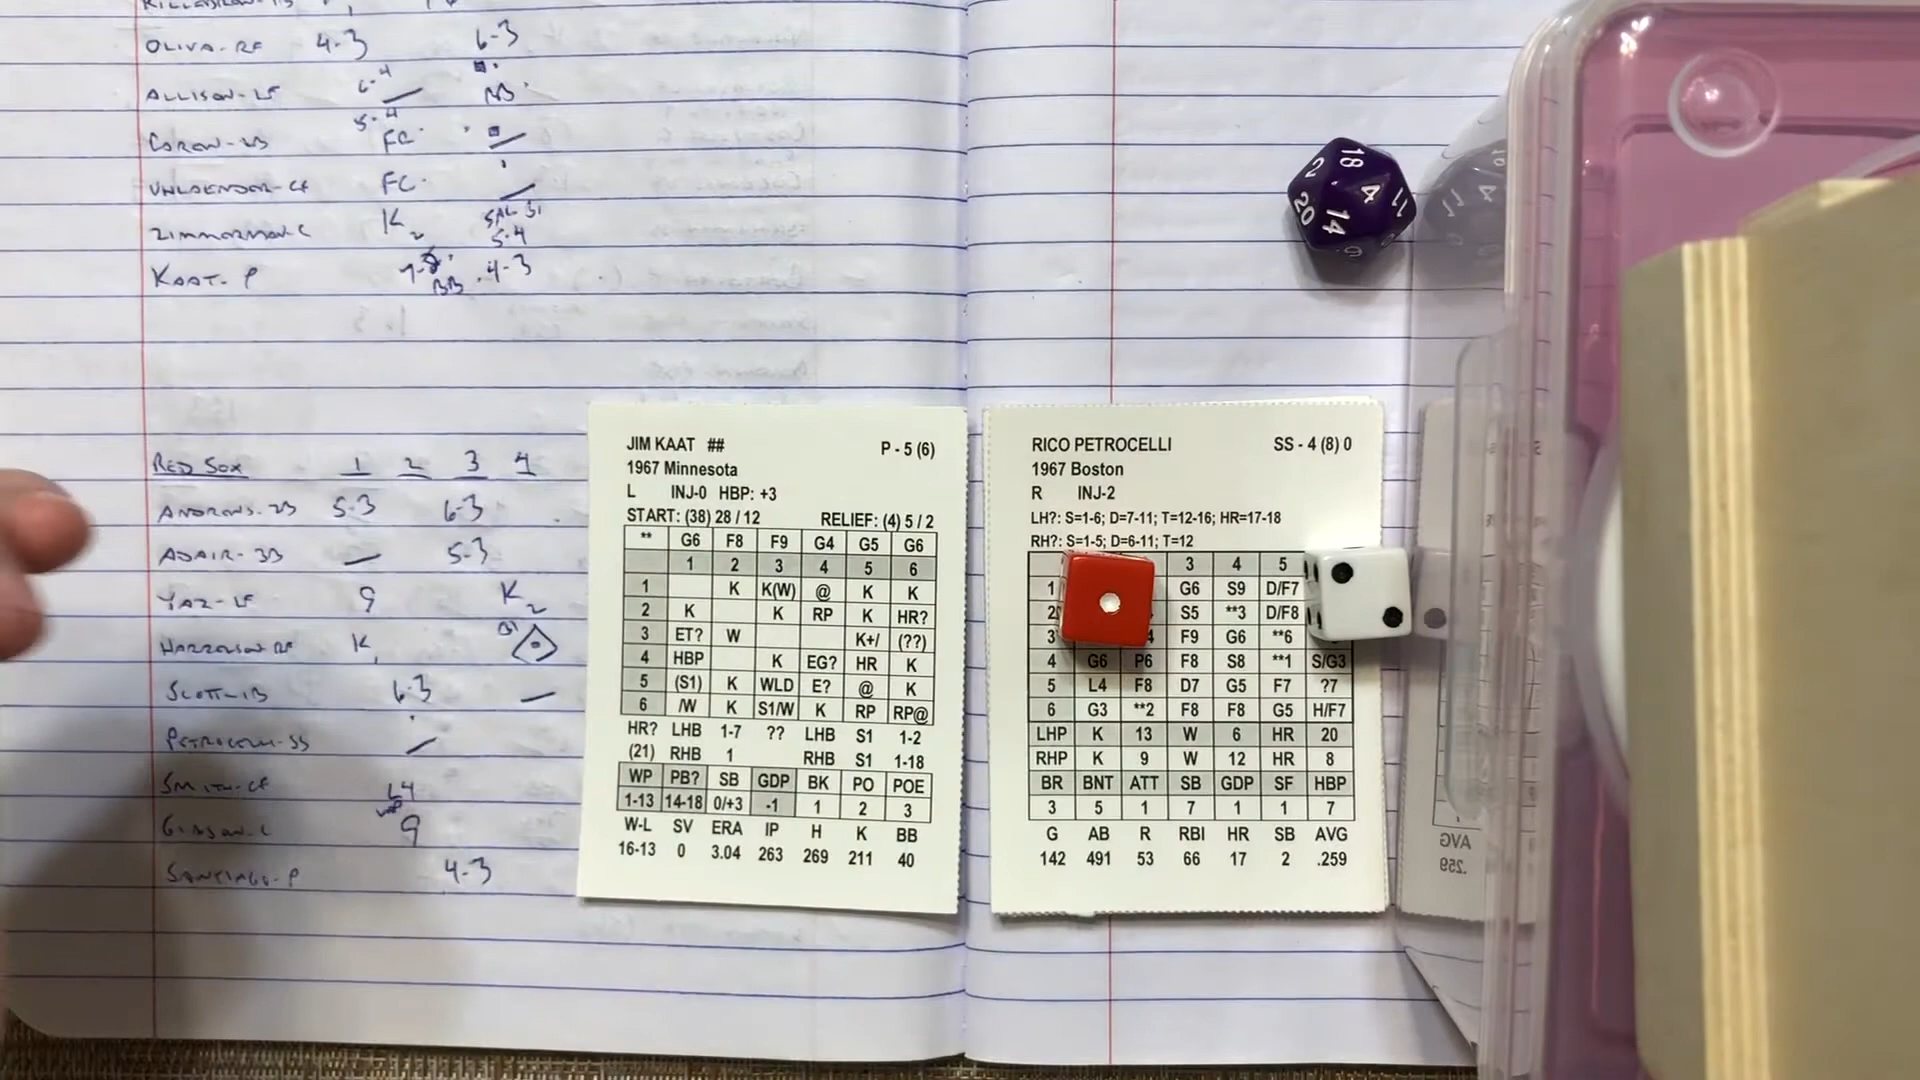 OLIVA-RF 4-3 6-3
ALLISON-LF 6-4 BB
5-4
CAREW-2B FC
UHLAENDER-CF FC
ZIMMERMAN-C K2 SAC B1
5-4
KAAT-P BB 4-3
RED SOX 1 2 3 4
ANDREWS-2B 5-3 6-3
ADAIR-3B 5-3
YAZ-LF 9 K2
HARRELSON RF K1
SCOTT-1B 6-3
PETROCELLI-SS
SMITH-CF L4
GIBSON-C 9
SANTIAGO-P 4-3
JIM KAAT ## P - 5 (6)
1967 Minnesota
L INJ-0 HBP: +3
START: (38) 28 / 12 RELIEF: (4) 5 / 2
** G6 F8 F9 G4 G5 G6
1 2 3 4 5 6
1 K K(W) @ K K
2 K K RP K HR?
3 ET? W K+/ (??)
4 HBP K EG? HR K
5 (S1) K WLD E? @ K
6 /W K S1/W K RP RP@
HR? LHB 1-7 ?? LHB S1 1-2
(21) RHB 1 RHB S1 1-18
WP PB? SB GDP BK PO POE
1-13 14-18 0/+3 -1 1 2 3
W-L SV ERA IP H K BB
16-13 0 3.04 263 269 211 40
RICO PETROCELLI SS - 4 (8) 0
1967 Boston
R INJ-2
LH?: S=1-6; D=7-11; T=12-16; HR=17-18
RH?: S=1-5; D=6-11; T=12
3 4 5
1 G6 S9 D/F7
2 S5 **3 D/F8
3 4 F9 G6 **6
4 G6 P6 F8 S8 **1 S/G3
5 L4 F8 D7 G5 F7 ?7
6 G3 **2 F8 F8 G5 H/F7
LHP K 13 W 6 HR 20
RHP K 9 W 12 HR 8
BR BNT ATT SB GDP SF HBP
3 5 1 7 1 1 7
G AB R RBI HR SB AVG
142 491 53 66 17 2 .259
2 18 4 11 20 14